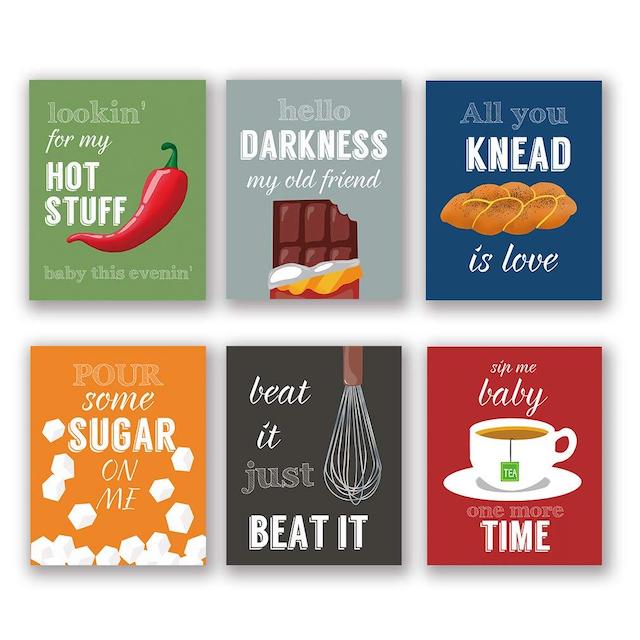 lookin'
for my
HOT
STUFF
baby this evenin'
hello
DARKNESS
my old friend
All you
KNEAD
is love
POUR
some
SUGAR
ON
ME
beat
it
just
BEAT IT
sip me
baby
TEA
one more
TIME